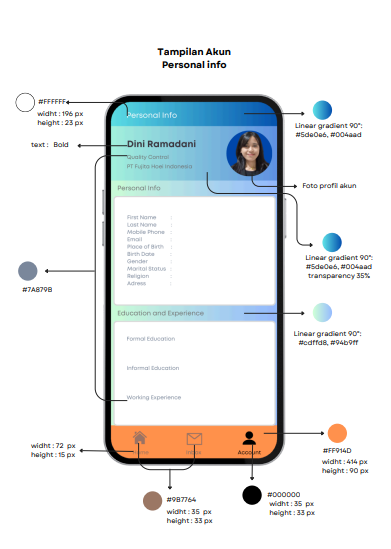 Tampilan Akun
Personal info
#FFFFFF
widht : 196 px
height : 23 px
text : Bold
#7A879B
widht : 72 px
height : 15 px
Personal Info
Dini Ramadani
Quality Control
PT Fujita Noei Indonesia
Personal Info
First Name :
Last Name :
Mobile Phone :
Email :
Place of Birth :
Birth Date :
Gender :
Marital Status :
Religion :
Adress :
Education and Experience
Formal Education
Informal Education
Working Experience
Home
Inbox
Account
Linear gradient 90°:
#5de0e6, #004aad
Foto profil akun
Linear gradient 90°:
#5de0e6, #004aad
transparency 35%
Linear gradient 90°:
#cdffd8, #94b9ff
#FF914D
widht : 414 px
height : 90 px
#9B7764
widht : 35 px
height : 33 px
#000000
widht : 35 px
height : 33 px